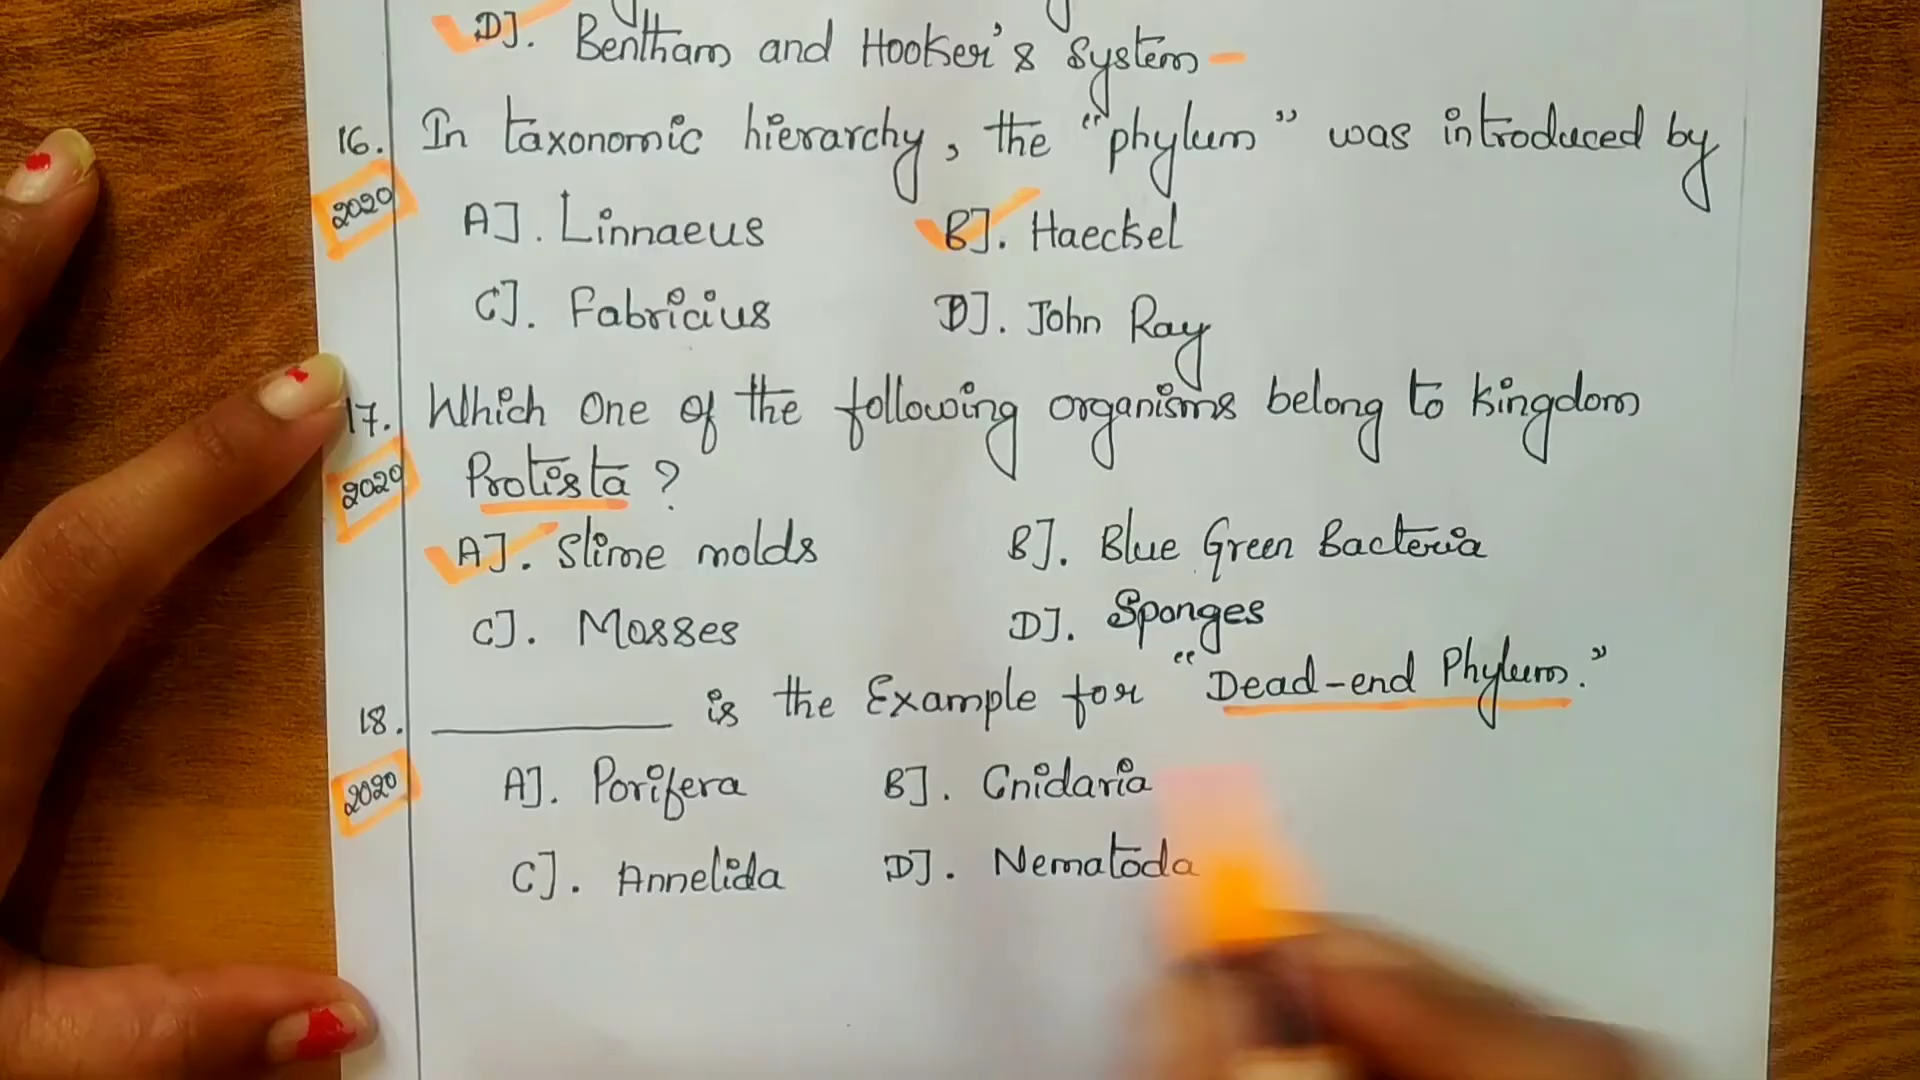 D]. Bentham and Hooker's System
16. In taxonomic hierarchy, the "phylum" was introduced by
2020
A]. Linnaeus B]. Haeckel
C]. Fabricius D]. John Ray
17. Which One of the following organisms belong to kingdom
2020 Protista?
A]. Slime molds B]. Blue Green Bacteria
C]. Mosses D]. Sponges
18. ________ is the Example for "Dead-end Phylum."
2020 A]. Porifera B]. Cnidaria
C]. Annelida D]. Nematoda